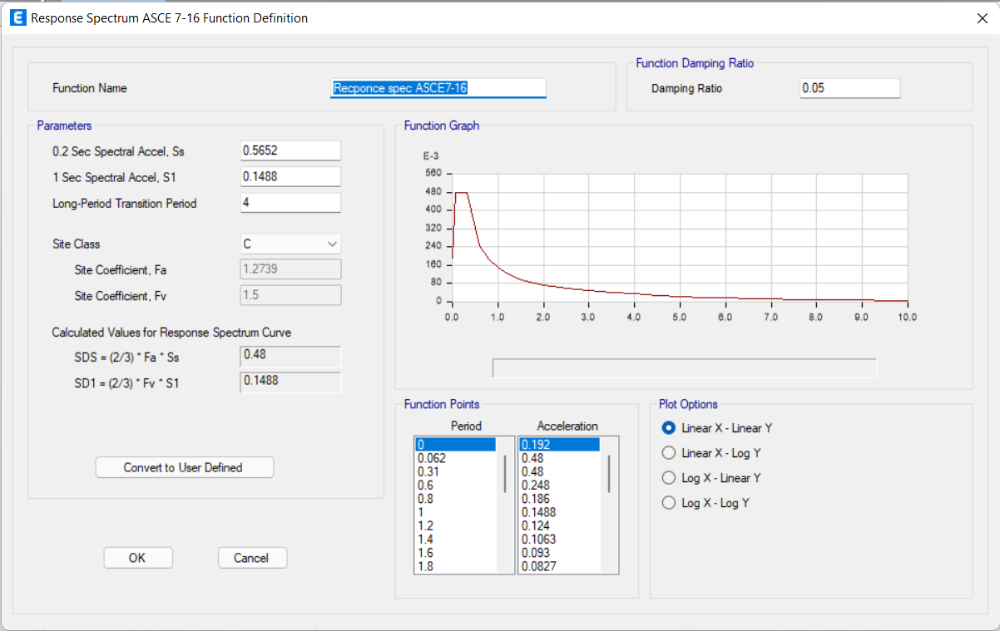 E Response Spectrum ASCE 7-16 Function Definition
Function Name
Recponce spec ASCE7-16
Function Damping Ratio
Damping Ratio
0.05
Parameters
0.2 Sec Spectral Accel, Ss
0.5652
1 Sec Spectral Accel, S1
0.1488
Long-Period Transition Period
4
Site Class
C
Site Coefficient, Fa
1.2739
Site Coefficient, Fv
1.5
Calculated Values for Response Spectrum Curve
SDS = (2/3) * Fa * Ss
0.48
SD1 = (2/3) * Fv * S1
0.1488
Convert to User Defined
OK
Cancel
Function Graph
E-3
560
480
400
320
240
160
80
0
0.0 1.0 2.0 3.0 4.0 5.0 6.0 7.0 8.0 9.0 10.0
Function Points
Period Acceleration
0 0.192
0.062 0.48
0.31 0.48
0.6 0.248
0.8 0.186
1 0.1488
1.2 0.124
1.4 0.1063
1.6 0.093
1.8 0.0827
Plot Options
Linear X - Linear Y
Linear X - Log Y
Log X - Linear Y
Log X - Log Y